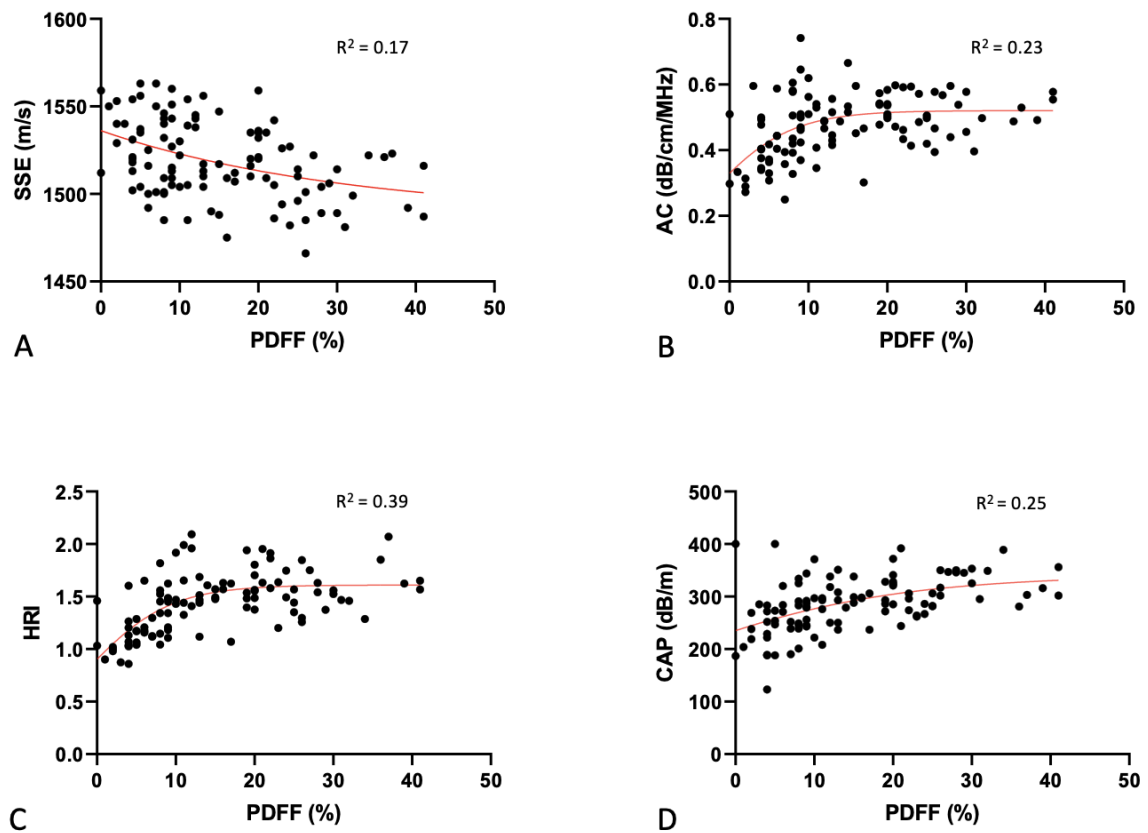 1600
1550
1500
1450
SSE (m/s)
R² = 0.17
0 10 20 30 40 50
PDFF (%)
A
0.8
0.6
0.4
0.2
0.0
AC (dB/cm/MHz)
R² = 0.23
0 10 20 30 40 50
PDFF (%)
B
2.5
2.0
1.5
1.0
0.5
0.0
HRI
R² = 0.39
0 10 20 30 40 50
PDFF (%)
C
500
400
300
200
100
0
CAP (dB/m)
R² = 0.25
0 10 20 30 40 50
PDFF (%)
D